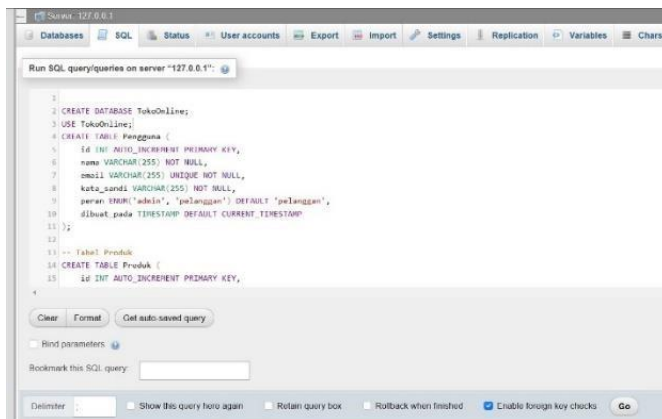 Server: 127.0.0.1
Databases SQL Status User accounts Export Import Settings Replication Variables Chars
Run SQL query/queries on server "127.0.0.1":
1
2 CREATE DATABASE TokoOnline;
3 USE TokoOnline;
4 CREATE TABLE Pengguna (
5 id INT AUTO_INCREMENT PRIMARY KEY,
6 nama VARCHAR(255) NOT NULL,
7 email VARCHAR(255) UNIQUE NOT NULL,
8 kata_sandi VARCHAR(255) NOT NULL,
9 peran ENUM('admin', 'pelanggan') DEFAULT 'pelanggan',
10 dibuat_pada TIMESTAMP DEFAULT CURRENT_TIMESTAMP
11 );
12
13 -- Tabel Produk
14 CREATE TABLE Produk (
15 id INT AUTO_INCREMENT PRIMARY KEY,
Clear Format Get auto-saved query
Bind parameters
Bookmark this SQL query:
Delimiter ; Show this query here again Retain query box Rollback when finished Enable foreign key checks Go